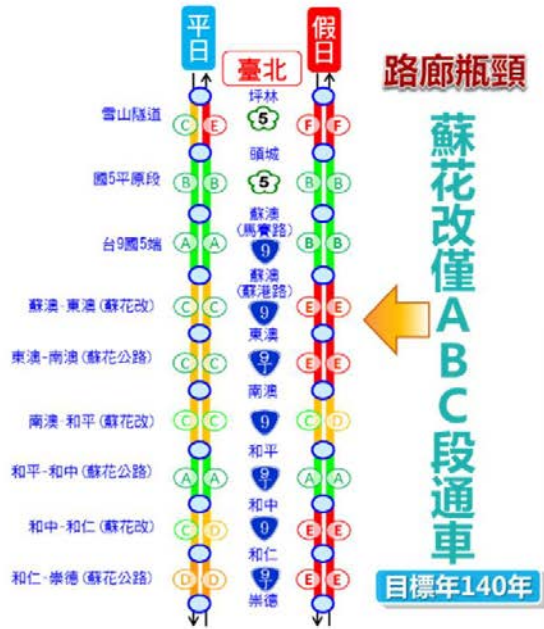 平日
假日
臺北
路廊瓶頸
蘇花改僅ABC段通車
目標年140年
坪林
雪山隧道
C E
5
F F
頭城
國5平原段
B B
5
B B
蘇澳
(馬賽路)
台9國5端
A A
9
B B
蘇澳
(蘇港路)
蘇澳-東澳(蘇花改)
C C
9
E E
東澳
東澳-南澳(蘇花公路)
C C
9
丁
E E
南澳
南澳-和平(蘇花改)
C C
9
C D
和平
和平-和中(蘇花公路)
A A
9
丁
A A
和中
和中-和仁(蘇花改)
C D
9
E E
和仁
和仁-崇德(蘇花公路)
D D
9
丁
E E
崇德